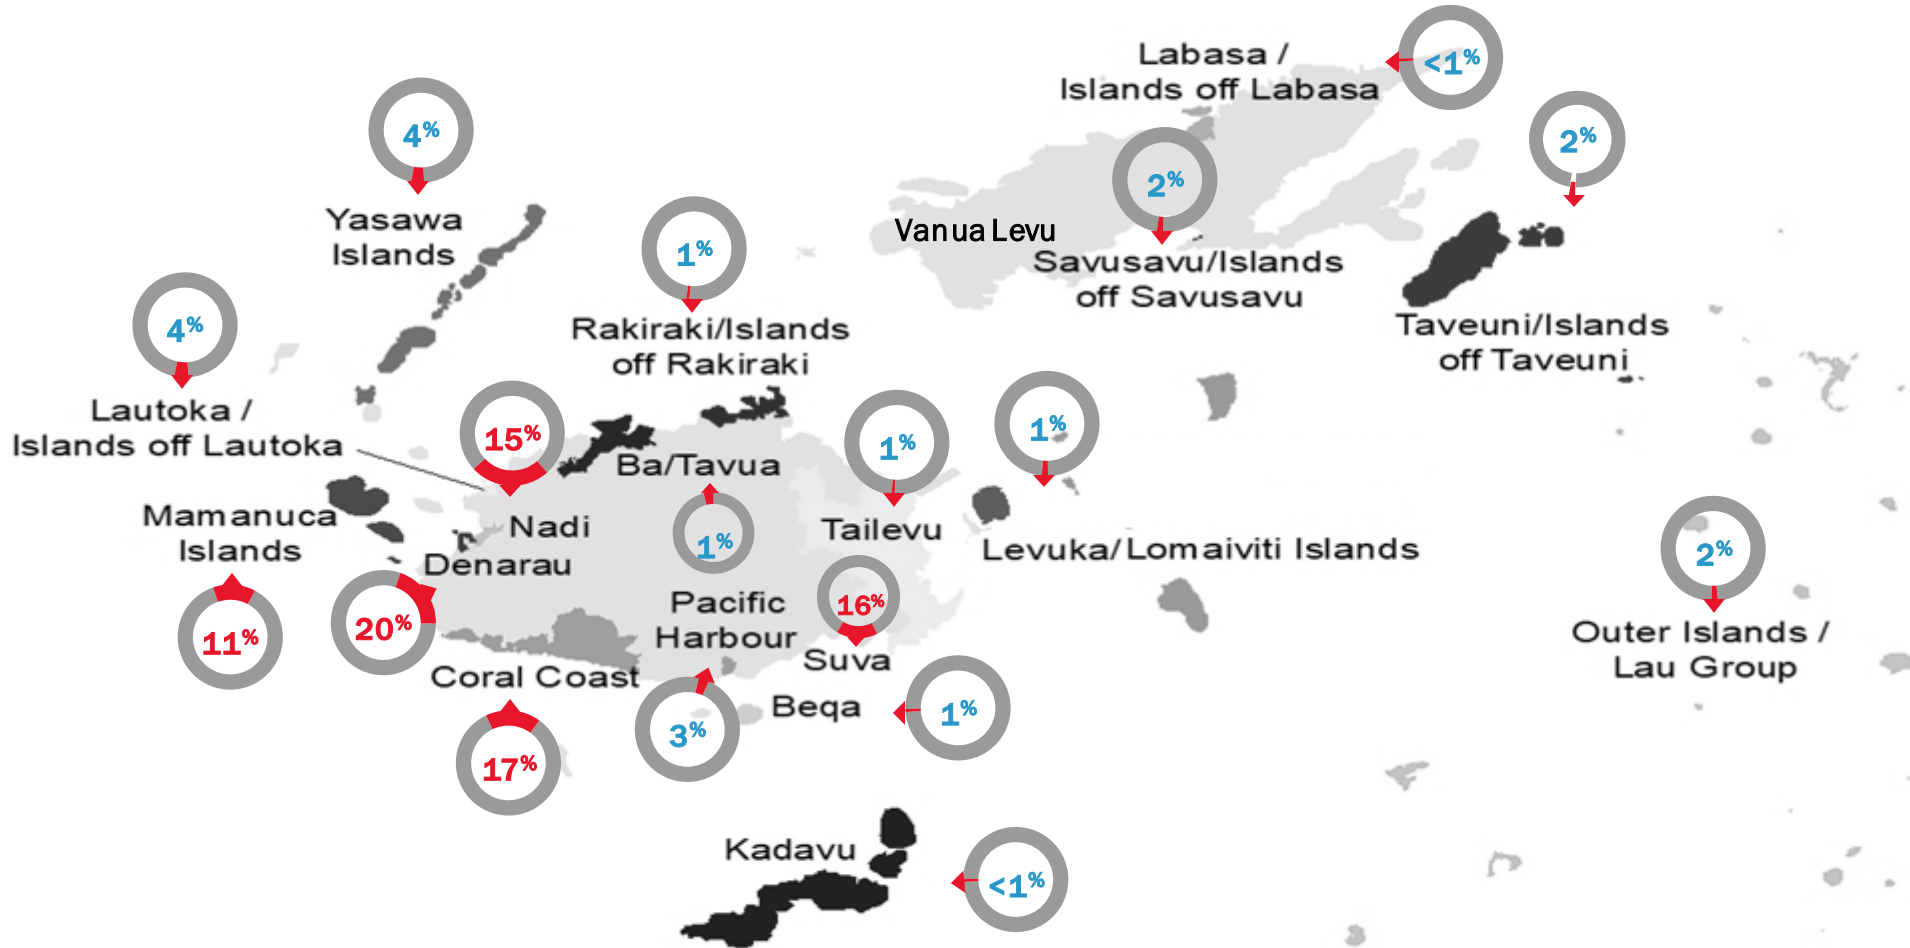 Labasa /
Islands off Labasa
<1%
4%
2%
2%
Yasawa
Islands
Vanua Levu
1%
Savusavu/Islands
off Savusavu
4%
Rakiraki/Islands
off Rakiraki
Taveuni/Islands
off Taveuni
Lautoka /
Islands off Lautoka
15%
1%
1%
Ba/Tavua
Mamanuca
Islands
Nadi
1%
Tailevu
Levuka/Lomaiviti Islands
2%
Denarau
11%
20%
Pacific
Harbour
16%
Outer Islands /
Lau Group
Suva
Coral Coast
Beqa
1%
3%
17%
Kadavu
<1%